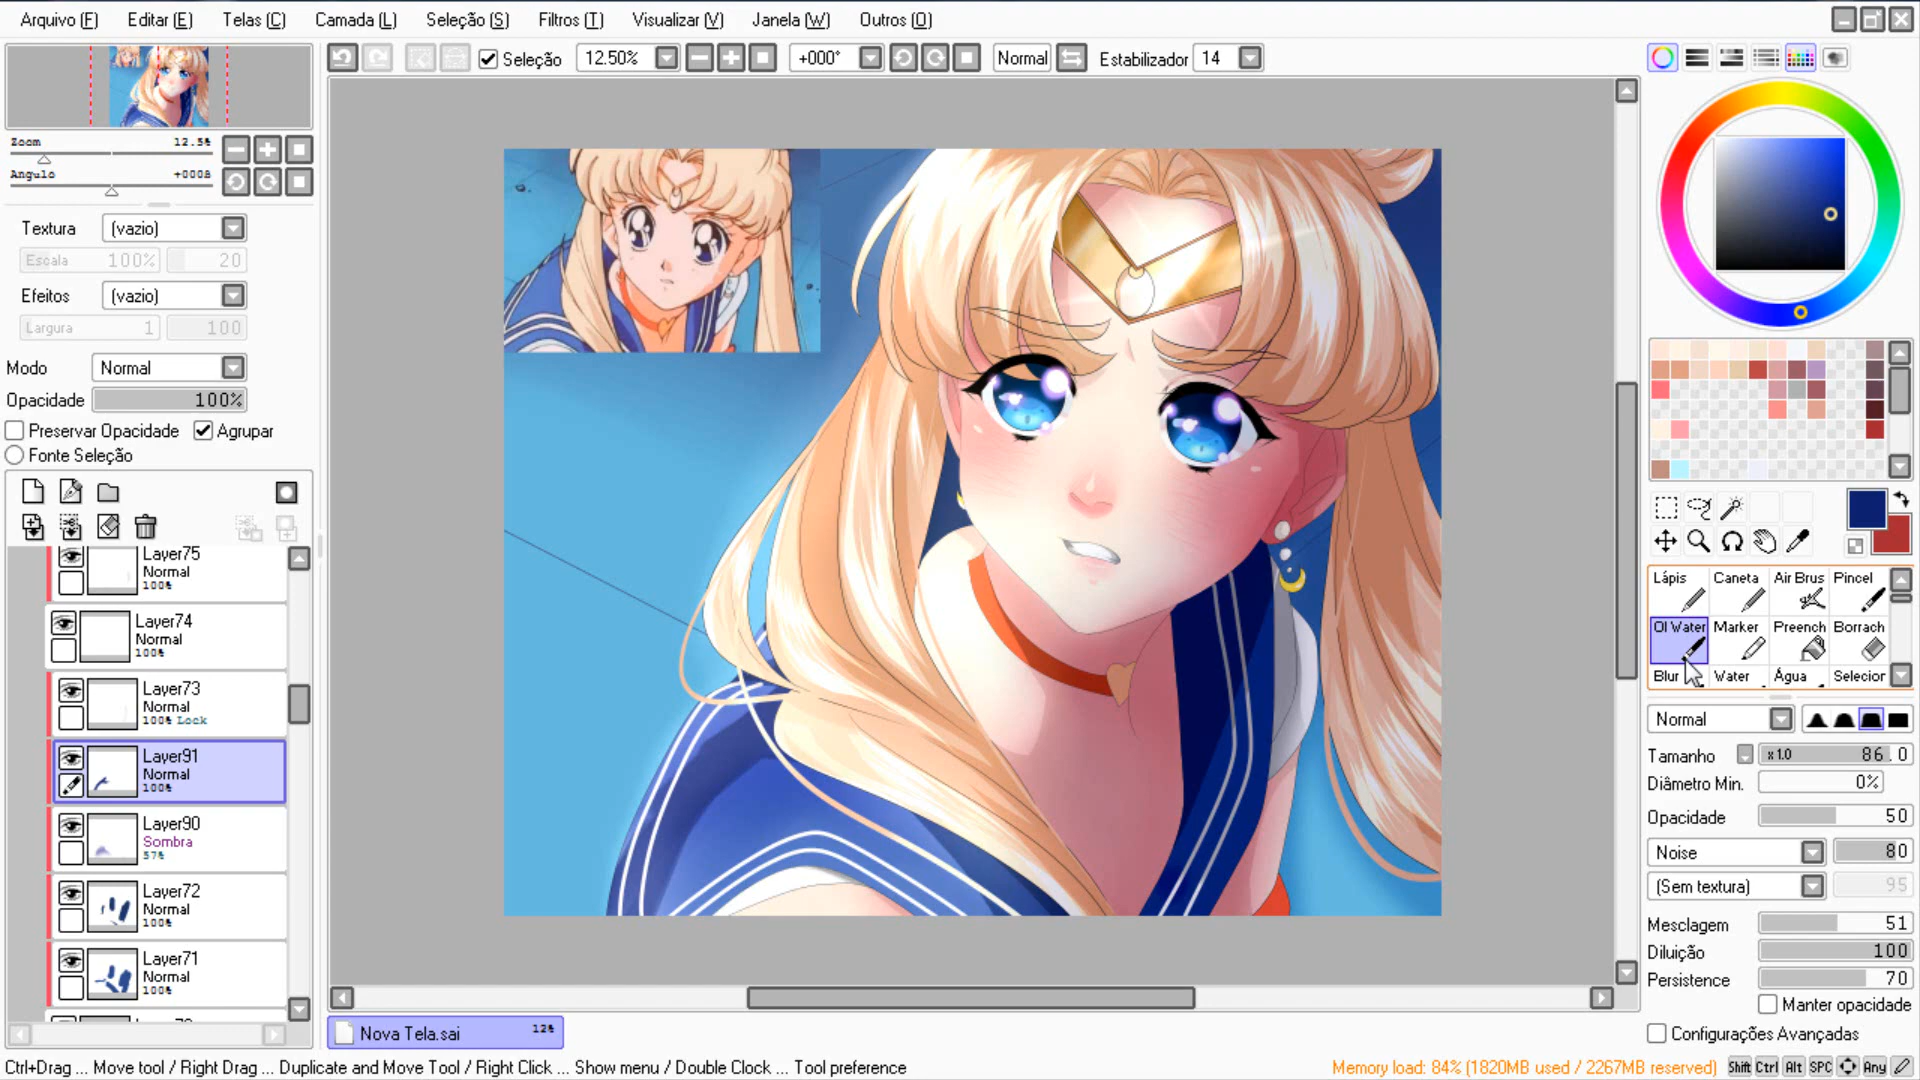 Arquivo (F) Editar (E) Telas (C) Camada (L) Seleção (S) Filtros (T) Visualizar (V) Janela (W) Outros (O)
Seleção 12.50% +000° Normal Estabilizador 14
Zoom 12.5%
Angulo +000ß
Textura (vazio)
Escala 100% 20
Efeitos (vazio)
Largura 1 100
Modo Normal
Opacidade 100%
Preservar Opacidade Agrupar
Fonte Seleção
Layer75
Normal
100%
Layer74
Normal
100%
Layer73
Normal
100% Lock
Layer91
Normal
100%
Layer90
Sombra
57%
Layer72
Normal
100%
Layer71
Normal
100%
Lápis Caneta Air Brus Pincel
Ol Water Marker Preench Borrach
Blur Water Água Selecior
Normal
Tamanho x 1.0 86.0
Diâmetro Min. 0%
Opacidade 50
Noise 80
(Sem textura) 95
Mesclagem 51
Diluição 100
Persistence 70
Manter opacidade
Configurações Avançadas
Nova Tela.sai 12%
Ctrl+Drag ... Move tool / Right Drag ... Duplicate and Move Tool / Right Click ... Show menu / Double Clock ... Tool preference
Memory load: 84% (1820MB used / 2267MB reserved) Shift Ctrl Alt SPC Any